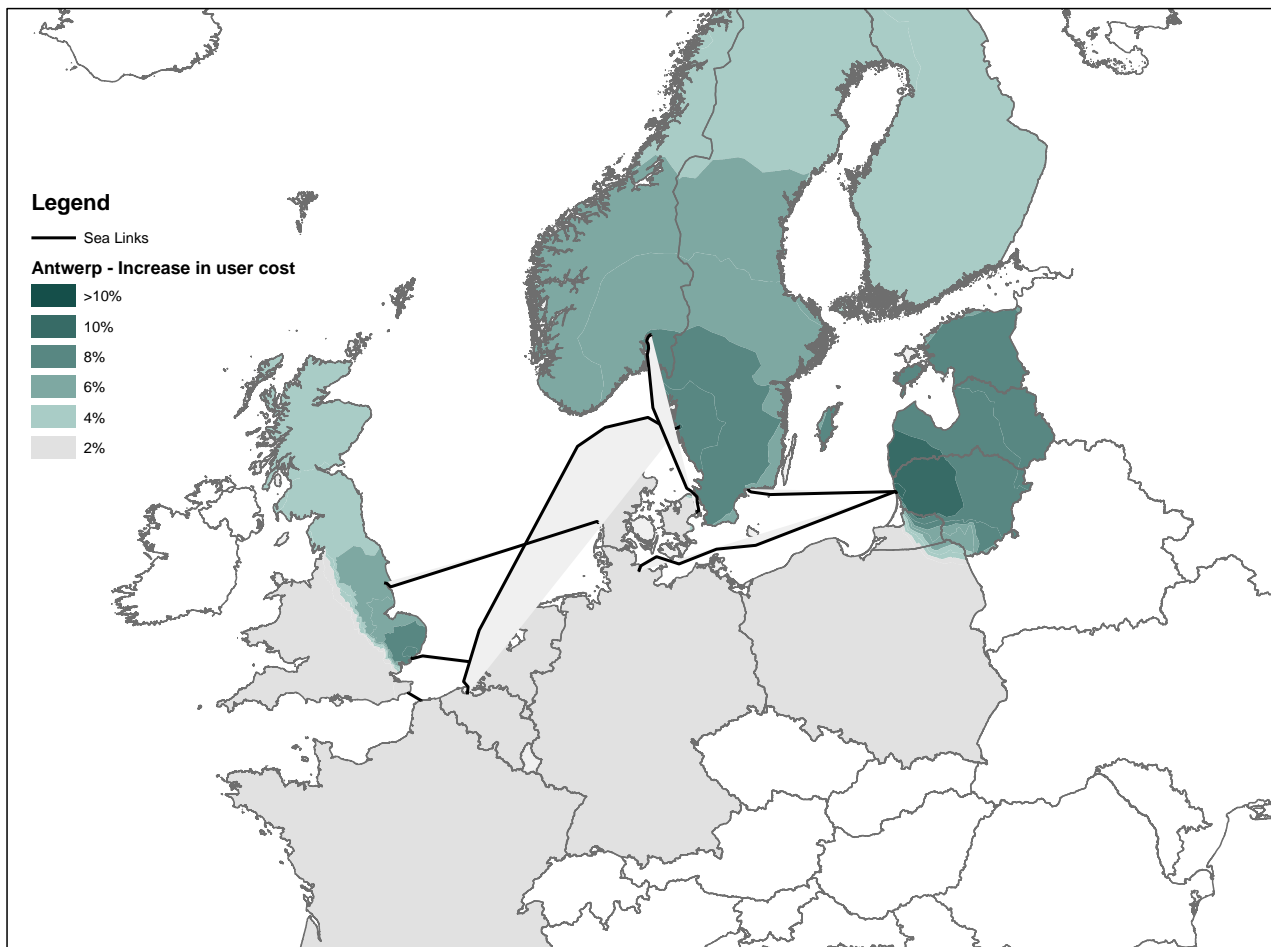 Legend
Sea Links
Antwerp - Increase in user cost
>10%
10%
8%
6%
4%
2%